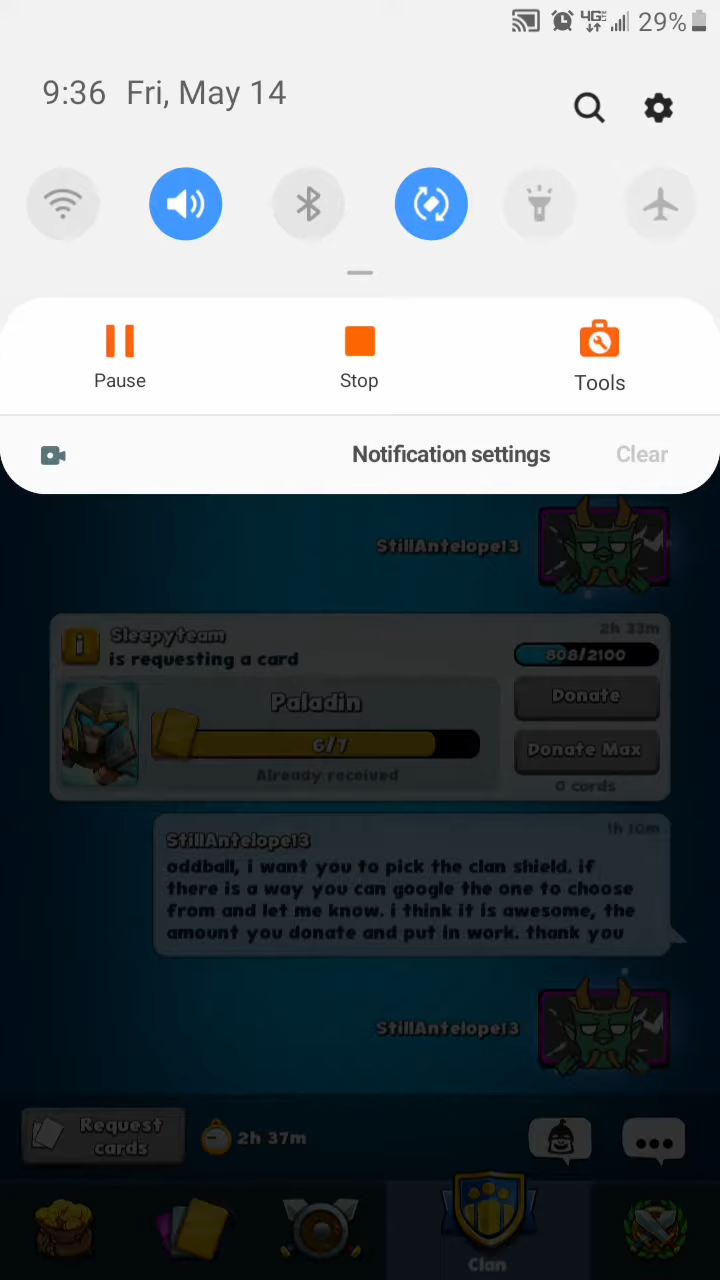 29%
9:36 Fri, May 14
Pause
Stop
Tools
Notification settings
Clear
StillAntelope13
Sleepyteam
is requesting a card
2h 33m
808/2100
Paladin
6/7
Already received
Donate
Donate Max
0 cards
StillAntelope13
1h 10m
oddball, i want you to pick the clan shield. if
there is a way you can google the one to choose
from and let me know. i think it is awesome, the
amount you donate and put in work. thank you
StillAntelope13
Request
cards
2h 37m
Clan